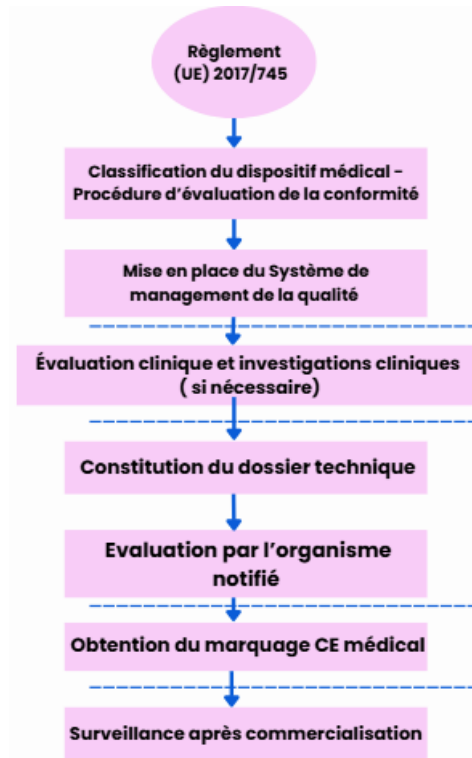 Règlement
(UE) 2017/745
Classification du dispositif médical -
Procédure d'évaluation de la conformité
Mise en place du Système de
management de la qualité
Évaluation clinique et investigations cliniques
( si nécessaire)
Constitution du dossier technique
Evaluation par l'organisme
notifié
Obtention du marquage CE médical
Surveillance après commercialisation